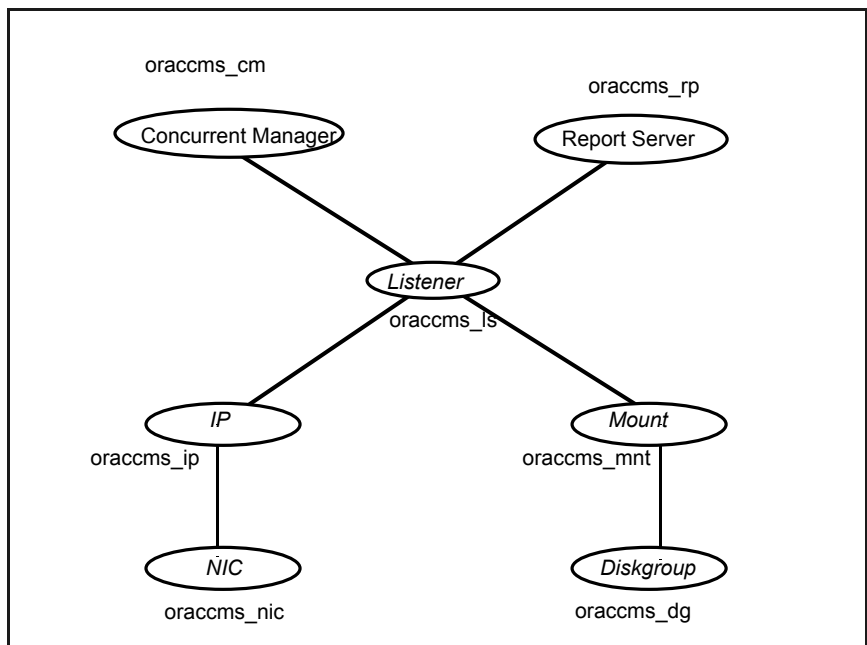 oraccms_cm
oraccms_rp
Concurrent Manager
Report Server
Listener
oraccms_ls
IP
Mount
oraccms_ip
oraccms_mnt
NIC
Diskgroup
oraccms_nic
oraccms_dg